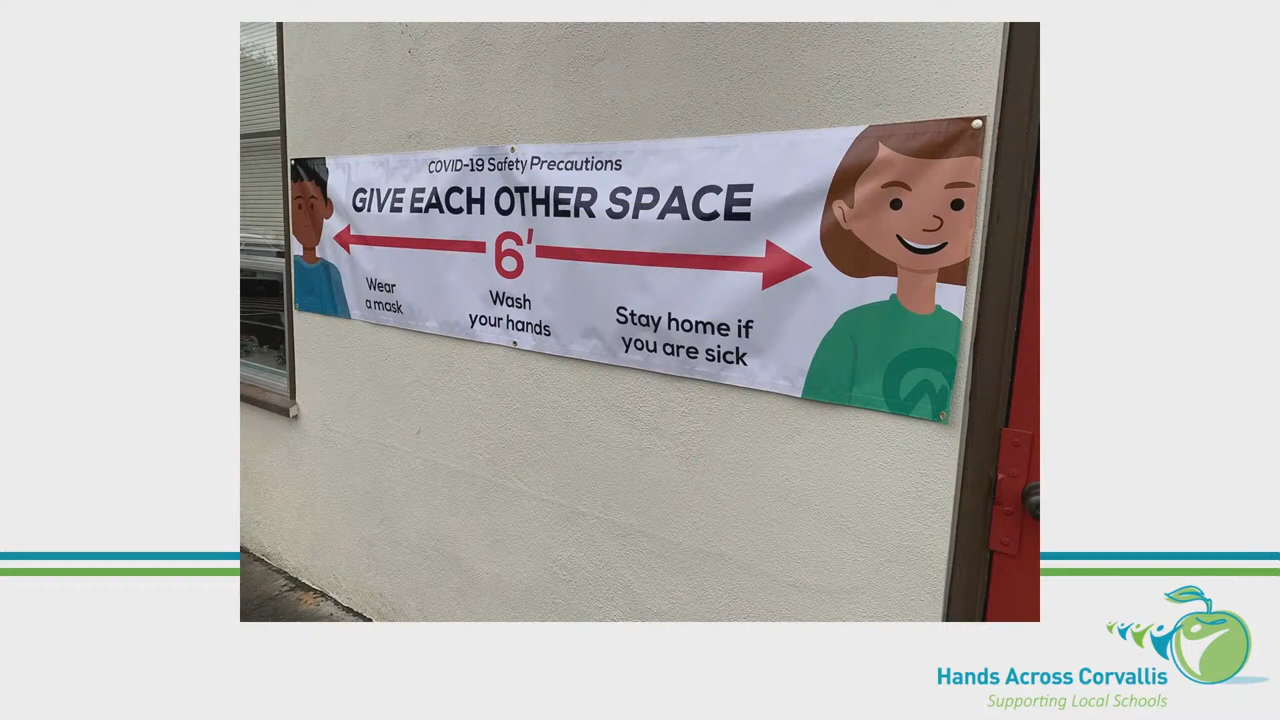 COVID-19 Safety Precautions
GIVE EACH OTHER SPACE
6'
Wear
a mask
Wash
your hands
Stay home if
you are sick
Hands Across Corvallis
Supporting Local Schools